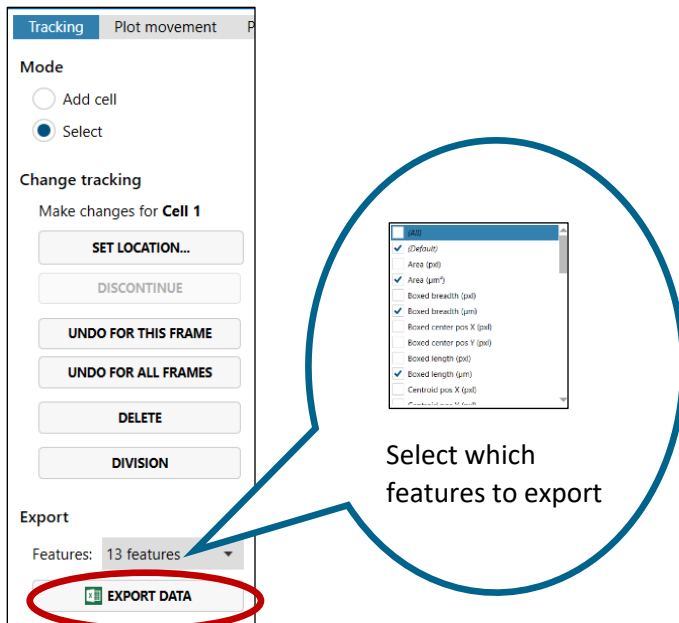 Tracking Plot movement P
Mode
Add cell
Select
Change tracking
Make changes for Cell 1
SET LOCATION...
DISCONTINUE
UNDO FOR THIS FRAME
UNDO FOR ALL FRAMES
DELETE
DIVISION
Export
Features: 13 features
EXPORT DATA
(All)
(Default)
Area (pxl)
Area (µm²)
Boxed breadth (pxl)
Boxed breadth (µm)
Boxed center pos X (pxl)
Boxed center pos Y (pxl)
Boxed length (pxl)
Boxed length (µm)
Centroid pos X (pxl)
Centroid pos Y (pxl)
Select which
features to export